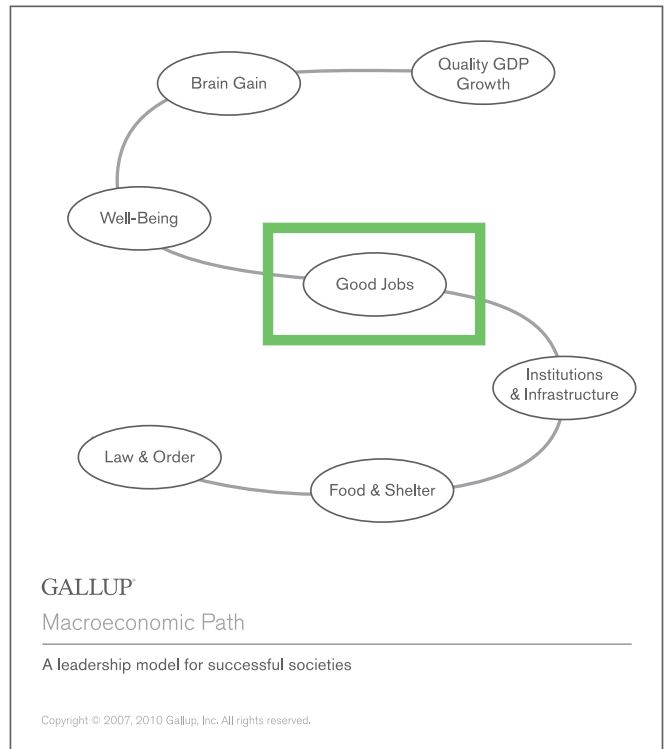 Quality GDP
Growth
Brain Gain
Well-Being
Good Jobs
Institutions
& Infrastructure
Law & Order
Food & Shelter
GALLUP®
Macroeconomic Path
A leadership model for successful societies
Copyright © 2007, 2010 Gallup, Inc. All rights reserved.